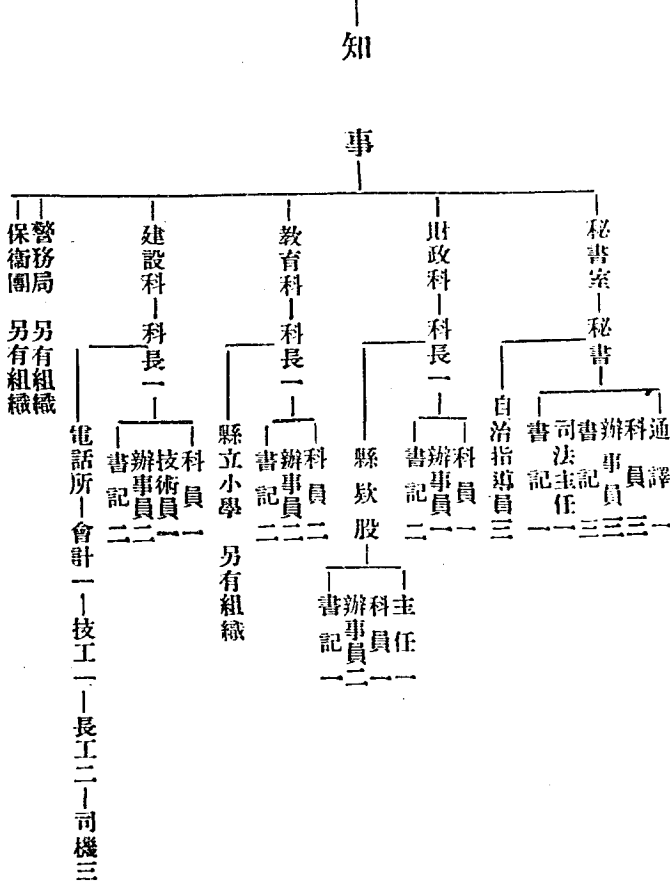 知事
秘書室
秘書
通譯一
科員三
辦事員三
書記三
司法主任一
書記一
自治指導員三
財政科
科長一
科員一
辦事員一
書記二
縣欵股
主任一
科員一
辦事員二
書記一
教育科
科長一
科員二
辦事員二
書記二
縣立小學 另有組織
建設科
科長一
科員一
技術員一
辦事員二
書記二
電話所
會計一
技工一
長工二
司機三
警務局 另有組織
保衛團 另有組織